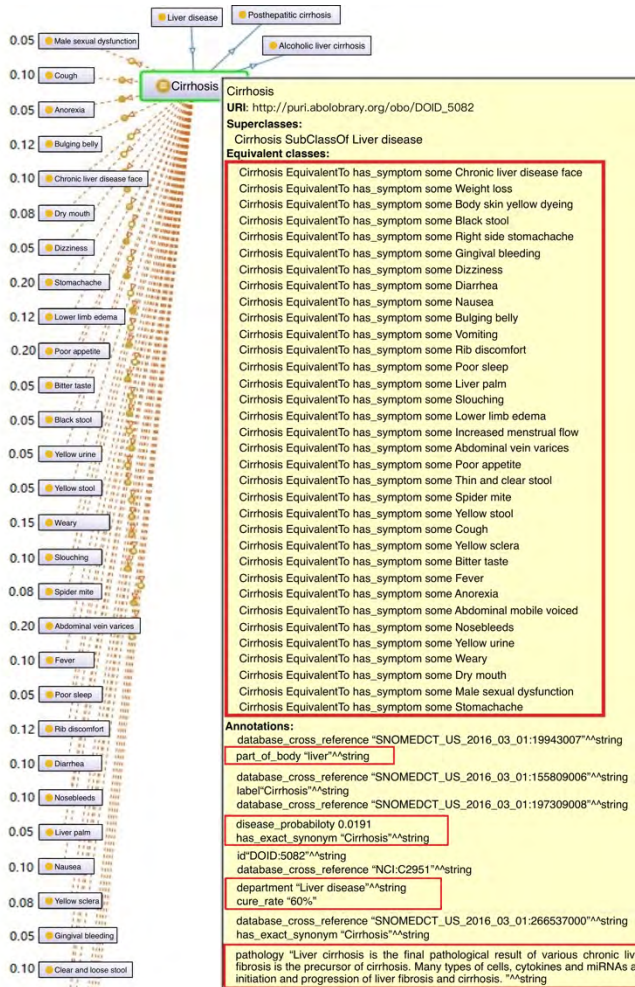 Liver disease
Posthepatitic cirrhosis
Alcoholic liver cirrhosis
Cirrhosis
0.05 Male sexual dysfunction
0.10 Cough
0.05 Anorexia
0.12 Bulging belly
0.10 Chronic liver disease face
0.08 Dry mouth
0.05 Dizziness
0.20 Stomachache
0.12 Lower limb edema
0.20 Poor appetite
0.05 Bitter taste
0.05 Black stool
0.05 Yellow urine
0.05 Yellow stool
0.15 Weary
0.10 Slouching
0.08 Spider mite
0.20 Abdominal vein varices
0.10 Fever
0.05 Poor sleep
0.12 Rib discomfort
0.10 Diarrhea
0.10 Nosebleeds
0.05 Liver palm
0.10 Nausea
0.08 Yellow sclera
0.05 Gingival bleeding
0.10 Clear and loose stool
Cirrhosis
URI: http://puri.abolobrary.org/obo/DOID_5082
Superclasses:
Cirrhosis SubClassOf Liver disease
Equivalent classes:
Cirrhosis EquivalentTo has_symptom some Chronic liver disease face
Cirrhosis EquivalentTo has_symptom some Weight loss
Cirrhosis EquivalentTo has_symptom some Body skin yellow dyeing
Cirrhosis EquivalentTo has_symptom some Black stool
Cirrhosis EquivalentTo has_symptom some Right side stomachache
Cirrhosis EquivalentTo has_symptom some Gingival bleeding
Cirrhosis EquivalentTo has_symptom some Dizziness
Cirrhosis EquivalentTo has_symptom some Diarrhea
Cirrhosis EquivalentTo has_symptom some Nausea
Cirrhosis EquivalentTo has_symptom some Bulging belly
Cirrhosis EquivalentTo has_symptom some Vomiting
Cirrhosis EquivalentTo has_symptom some Rib discomfort
Cirrhosis EquivalentTo has_symptom some Poor sleep
Cirrhosis EquivalentTo has_symptom some Liver palm
Cirrhosis EquivalentTo has_symptom some Slouching
Cirrhosis EquivalentTo has_symptom some Lower limb edema
Cirrhosis EquivalentTo has_symptom some Increased menstrual flow
Cirrhosis EquivalentTo has_symptom some Abdominal vein varices
Cirrhosis EquivalentTo has_symptom some Poor appetite
Cirrhosis EquivalentTo has_symptom some Thin and clear stool
Cirrhosis EquivalentTo has_symptom some Spider mite
Cirrhosis EquivalentTo has_symptom some Yellow stool
Cirrhosis EquivalentTo has_symptom some Cough
Cirrhosis EquivalentTo has_symptom some Yellow sclera
Cirrhosis EquivalentTo has_symptom some Bitter taste
Cirrhosis EquivalentTo has_symptom some Fever
Cirrhosis EquivalentTo has_symptom some Anorexia
Cirrhosis EquivalentTo has_symptom some Abdominal mobile voiced
Cirrhosis EquivalentTo has_symptom some Nosebleeds
Cirrhosis EquivalentTo has_symptom some Yellow urine
Cirrhosis EquivalentTo has_symptom some Weary
Cirrhosis EquivalentTo has_symptom some Dry mouth
Cirrhosis EquivalentTo has_symptom some Male sexual dysfunction
Cirrhosis EquivalentTo has_symptom some Stomachache
Annotations:
database_cross_reference “SNOMEDCT_US_2016_03_01:19943007”^^string
part_of_body “liver”^^string
database_cross_reference “SNOMEDCT_US_2016_03_01:155809006”^^string
label“Cirrhosis”^^string
database_cross_reference “SNOMEDCT_US_2016_03_01:197309008”^^string
disease_probabiloty 0.0191
has_exact_synonym “Cirrhosis”^^string
id“DOID:5082”^^string
database_cross_reference “NCI:C2951”^^string
department “Liver disease”^^string
cure_rate “60%”
database_cross_reference “SNOMEDCT_US_2016_03_01:266537000”^^string
has_exact_synonym “Cirrhosis”^^string
pathology “Liver cirrhosis is the final pathological result of various chronic liv
fibrosis is the precursor of cirrhosis. Many types of cells, cytokines and miRNAs a
initiation and progression of liver fibrosis and cirrhosis. ”^^string